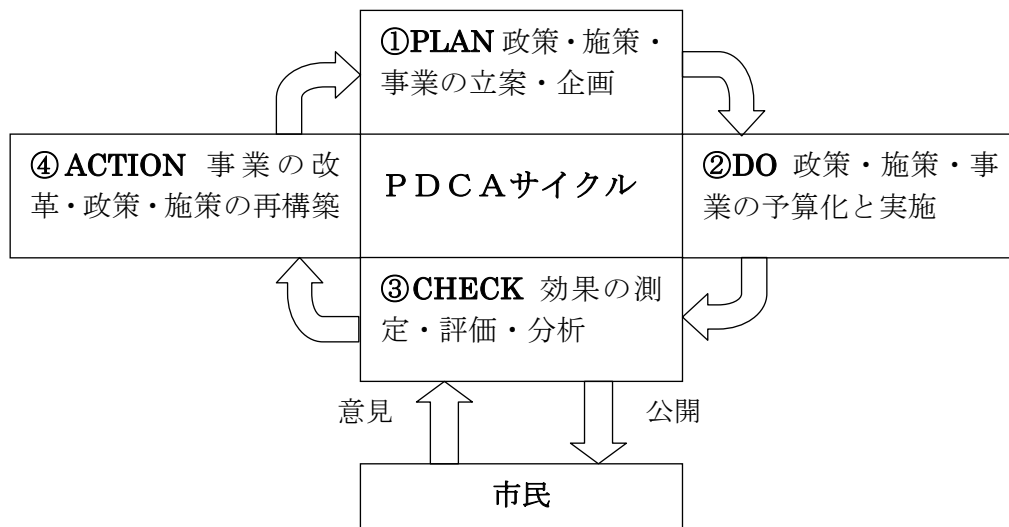 ①PLAN 政策・施策・
事業の立案・企画
④ACTION 事業の改
革・政策・施策の再構築
PDCAサイクル
②DO 政策・施策・事
業の予算化と実施
③CHECK 効果の測
定・評価・分析
意見
公開
市民